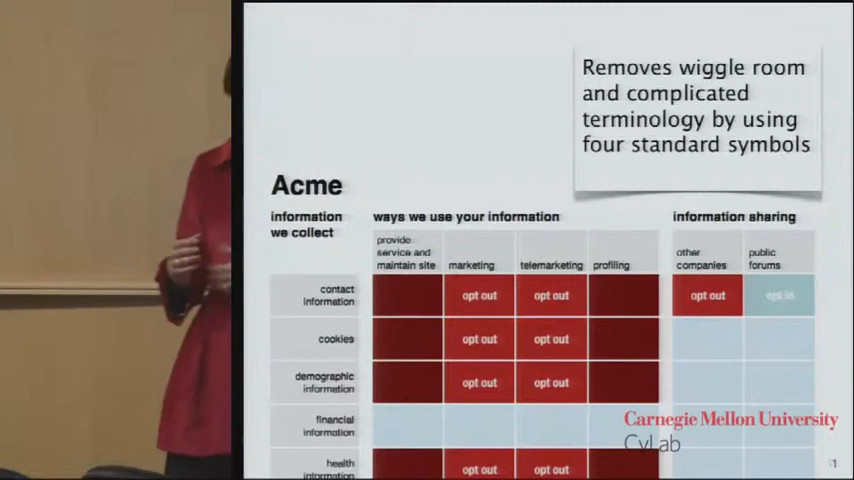 Removes wiggle room
and complicated
terminology by using
four standard symbols
Acme
information
we collect
ways we use your information
information sharing
provide
service and
maintain site
marketing
telemarketing
profiling
other
companies
public
forums
contact
information
opt out
opt out
opt out
opt in
cookies
opt out
opt out
demographic
information
opt out
opt out
financial
information
health
information
opt out
opt out
Carnegie Mellon University
CyLab